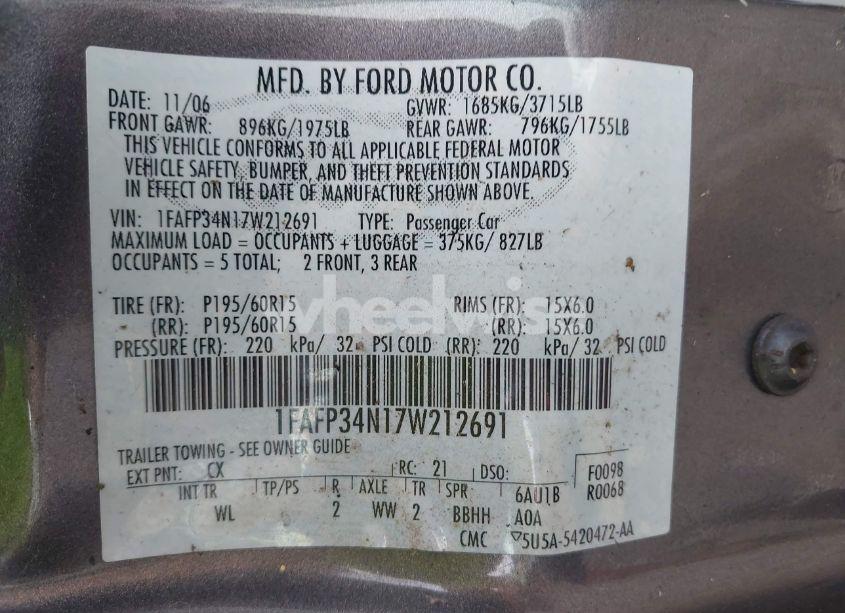 MFD. BY FORD MOTOR CO.
DATE: 11/06 GVWR: 1685KG/3715LB
FRONT GAWR: 896KG/1975LB REAR GAWR: 796KG/1755LB
THIS VEHICLE CONFORMS TO ALL APPLICABLE FEDERAL MOTOR
VEHICLE SAFETY, BUMPER, AND THEFT PREVENTION STANDARDS
IN EFFECT ON THE DATE OF MANUFACTURE SHOWN ABOVE.
VIN: 1FAFP34N17W212691 TYPE: Passenger Car
MAXIMUM LOAD = OCCUPANTS + LUGGAGE = 375KG/ 827LB
OCCUPANTS = 5 TOTAL; 2 FRONT, 3 REAR
TIRE (FR): P195/60R15 RIMS (FR): 15X6.0
(RR): P195/60R15 (RR): 15X6.0
PRESSURE (FR): 220 kPa/ 32 PSI COLD (RR): 220 kPa/ 32 PSI COLD
1FAFP34N17W212691
TRAILER TOWING - SEE OWNER GUIDE
EXT PNT: CX RC: 21 DSO: F0098
INT TR TP/PS R AXLE TR SPR 6AU1B R0068
WL 2 WW 2 BBHH A0A
CMC 5U5A-5420472-AA